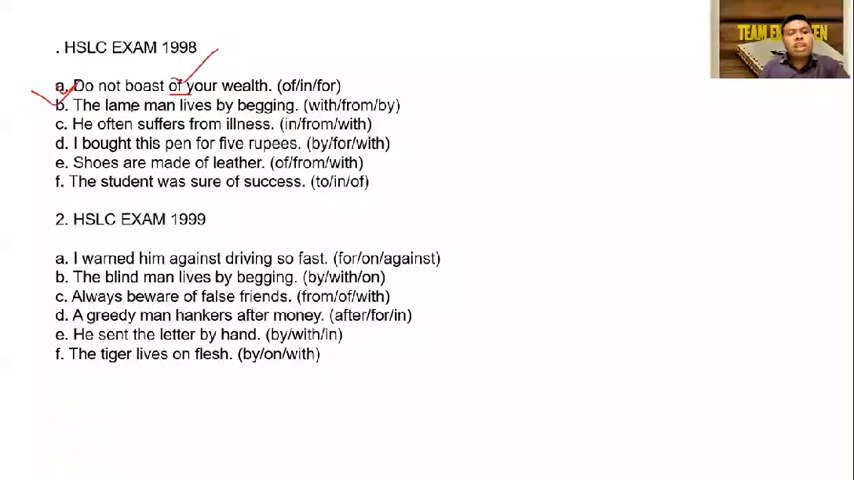 . HSLC EXAM 1998
a. Do not boast of your wealth. (of/in/for)
b. The lame man lives by begging. (with/from/by)
c. He often suffers from illness. (in/from/with)
d. I bought this pen for five rupees. (by/for/with)
e. Shoes are made of leather. (of/from/with)
f. The student was sure of success. (to/in/of)
2. HSLC EXAM 1999
a. I warned him against driving so fast. (for/on/against)
b. The blind man lives by begging. (by/with/on)
c. Always beware of false friends. (from/of/with)
d. A greedy man hankers after money. (after/for/in)
e. He sent the letter by hand. (by/with/in)
f. The tiger lives on flesh. (by/on/with)
TEAM